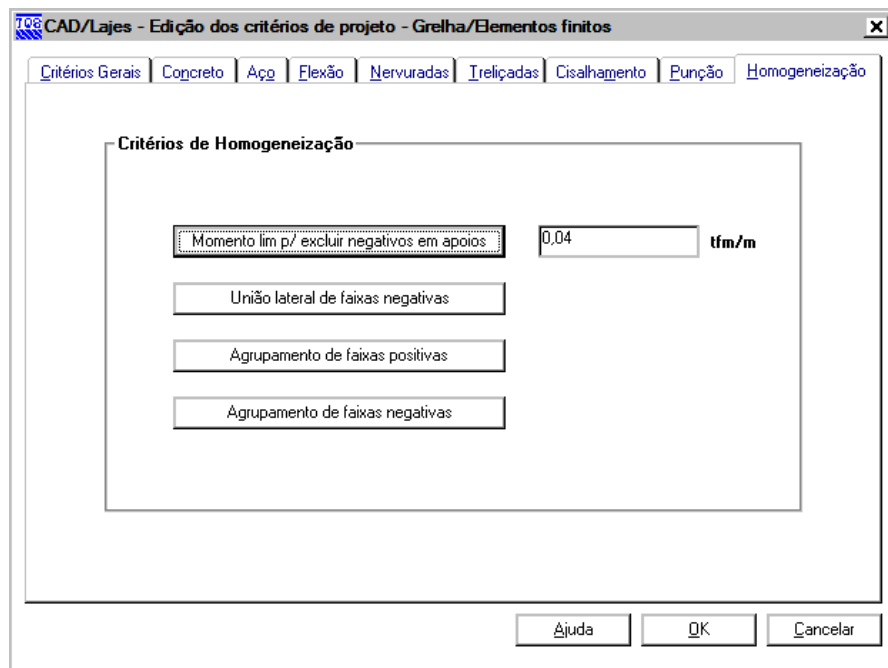 TQS CAD/Lajes - Edição dos critérios de projeto - Grelha/Elementos finitos
Critérios Gerais Concreto Aço Flexão Nervuradas Treliçadas Cisalhamento Punção Homogeneização
Critérios de Homogeneização
Momento lim p/ excluir negativos em apoios 0,04 tfm/m
União lateral de faixas negativas
Agrupamento de faixas positivas
Agrupamento de faixas negativas
Ajuda OK Cancelar